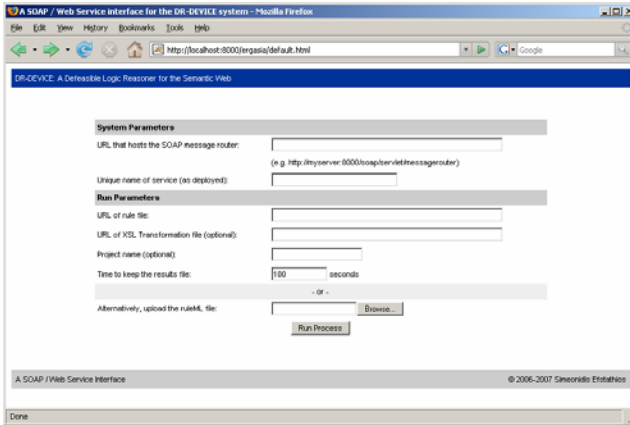 A SOAP / Web Service interface for the DR-DEVICE system - Mozilla Firefox
File Edit View History Bookmarks Tools Help
http://localhost:8000/ergasia/default.html
Google
DR-DEVICE: A Defeasible Logic Reasoner for the Semantic Web
System Parameters
URL that hosts the SOAP message router:
(e.g. http://myserver:8000/soap/servlet/messagerouter)
Unique name of service (as deployed):
Run Parameters
URL of rule file:
URL of XSL Transformation file (optional):
Project name (optional):
Time to keep the results file: 100 seconds
- or -
Alternatively, upload the ruleML file: Browse...
Run Process
A SOAP / Web Service Interface © 2006-2007 Simeonidis Efstathios
Done